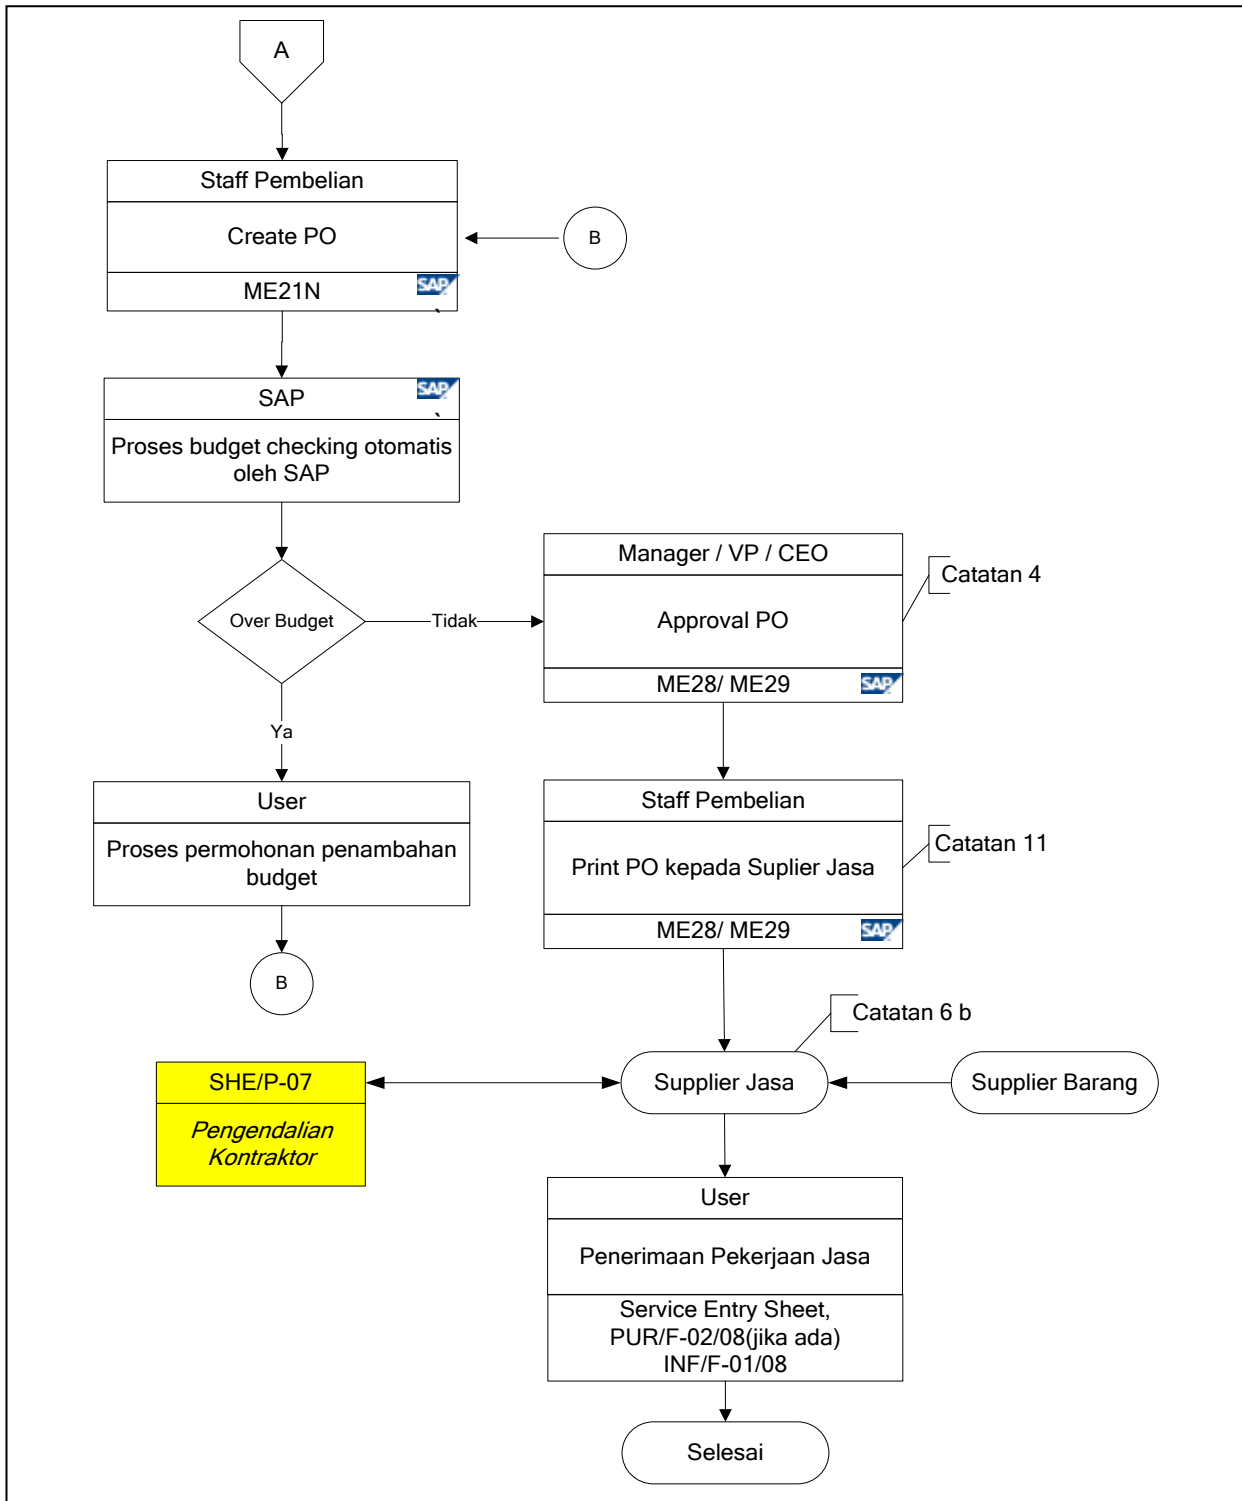 A
Staff Pembelian
Create PO
B
ME21N
SAP
SAP
SAP
Proses budget checking otomatis
oleh SAP
Over Budget
Tidak
Manager / VP / CEO
Approval PO
ME28/ ME29
SAP
Catatan 4
Ya
User
Proses permohonan penambahan
budget
B
Staff Pembelian
Print PO kepada Suplier Jasa
ME28/ ME29
SAP
Catatan 11
Catatan 6 b
SHE/P-07
Pengendalian
Kontraktor
Supplier Jasa
Supplier Barang
User
Penerimaan Pekerjaan Jasa
Service Entry Sheet,
PUR/F-02/08(jika ada)
INF/F-01/08
Selesai